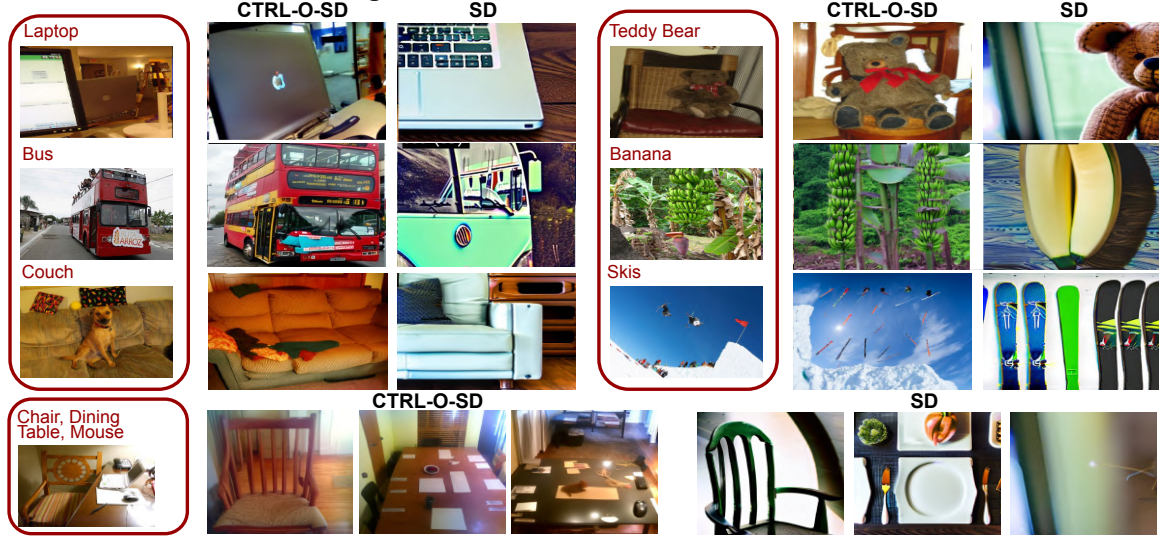 CTRL-O-SD SD CTRL-O-SD SD
Laptop
Teddy Bear
Bus
Banana
ARROZ
Couch
Skis
CTRL-O-SD SD
Chair, Dining
Table, Mouse